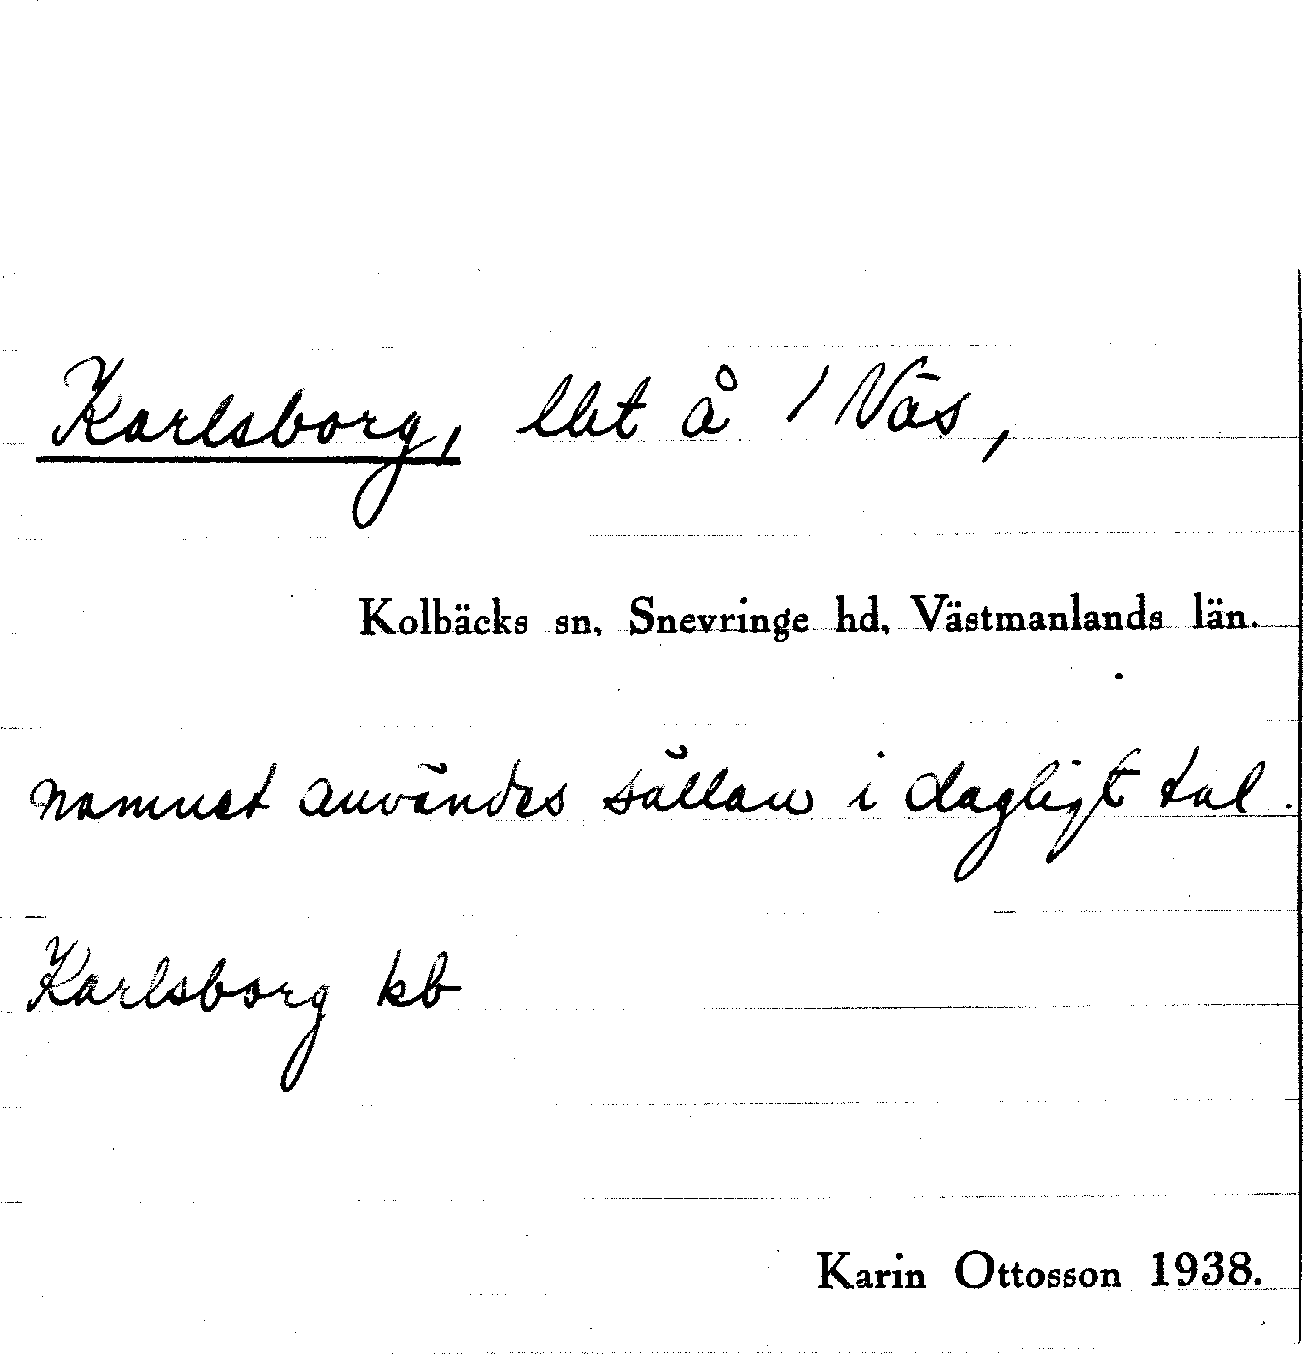 Karlsborg, lht å 1 Väs,
Kolbäcks sn, Snevringe hd, Västmanlands län.
namnet användes sällan i dagligt tal.
Karlsborg kb
Karin Ottosson 1938.